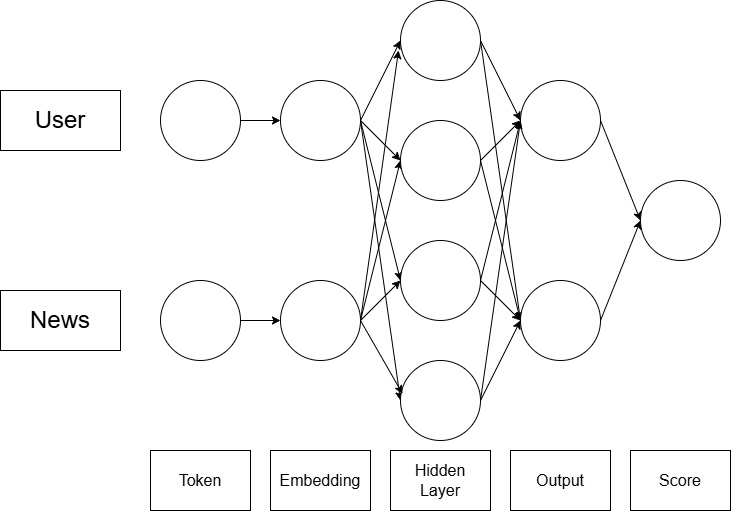 User
News
Token
Embedding
Hidden
Layer
Output
Score